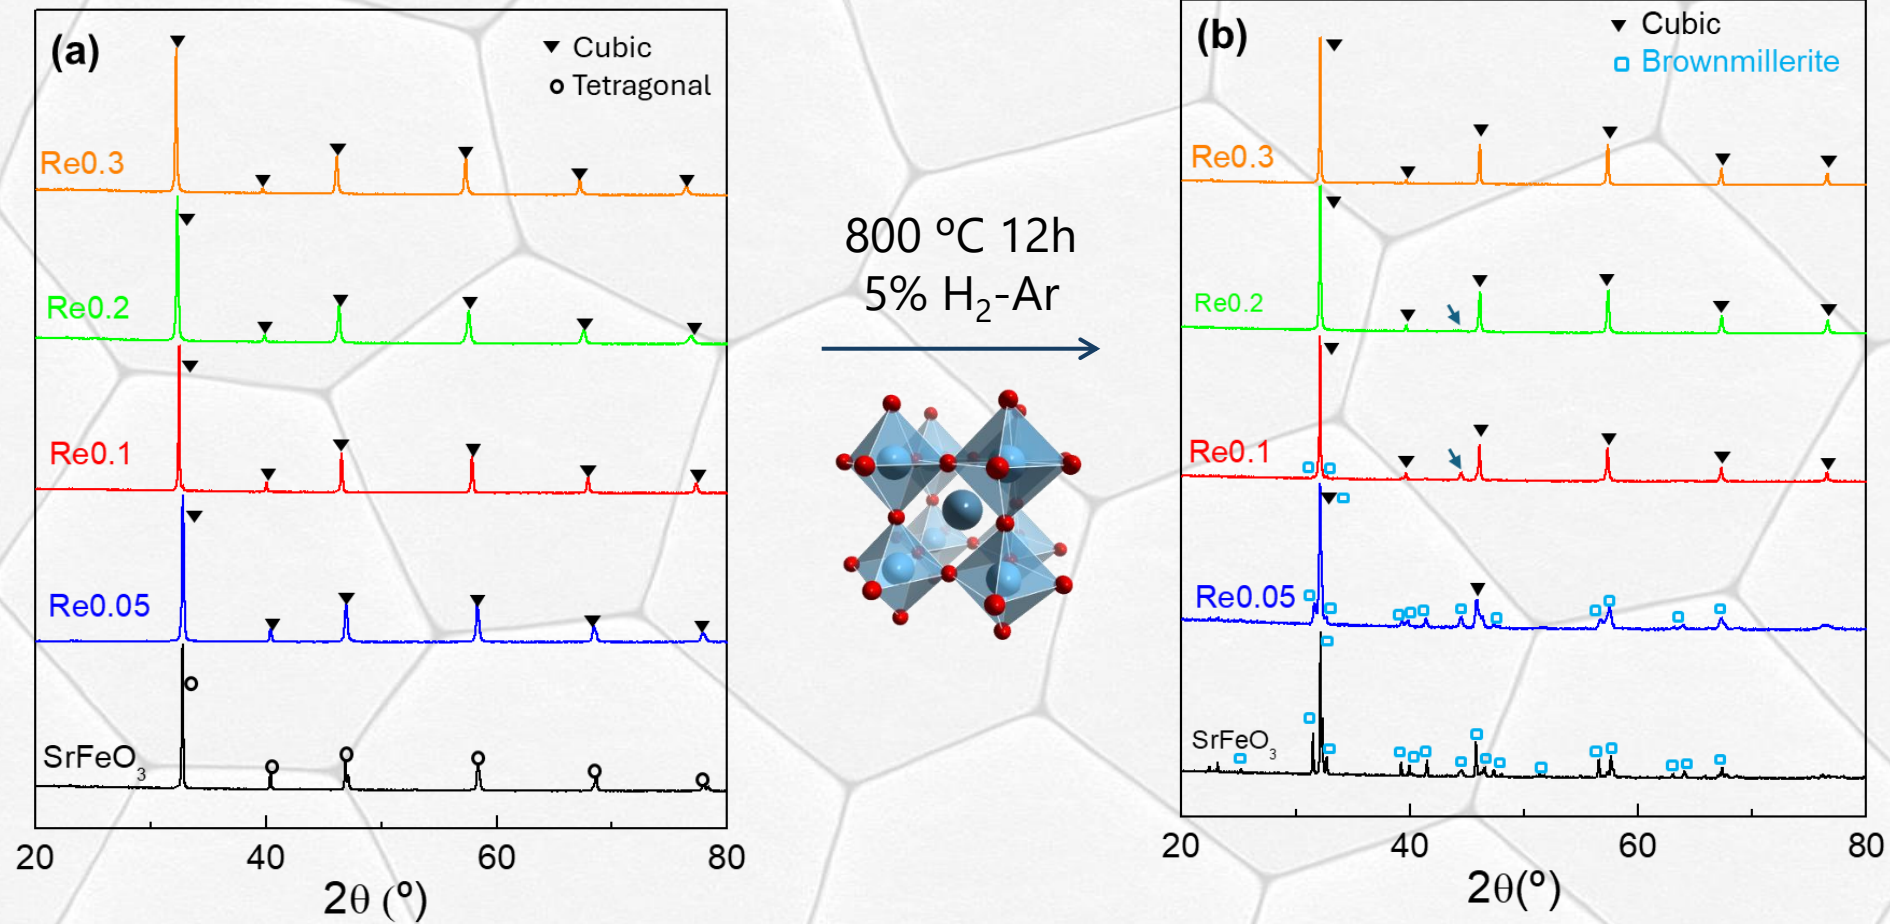 (a)
Cubic
Tetragonal
Re0.3
Re0.2
Re0.1
Re0.05
SrFeO₃
20 40 60 80
2θ (º)
800 ºC 12h
5% H₂-Ar
(b)
Cubic
Brownmillerite
Re0.3
Re0.2
Re0.1
Re0.05
SrFeO₃
20 40 60 80
2θ(º)